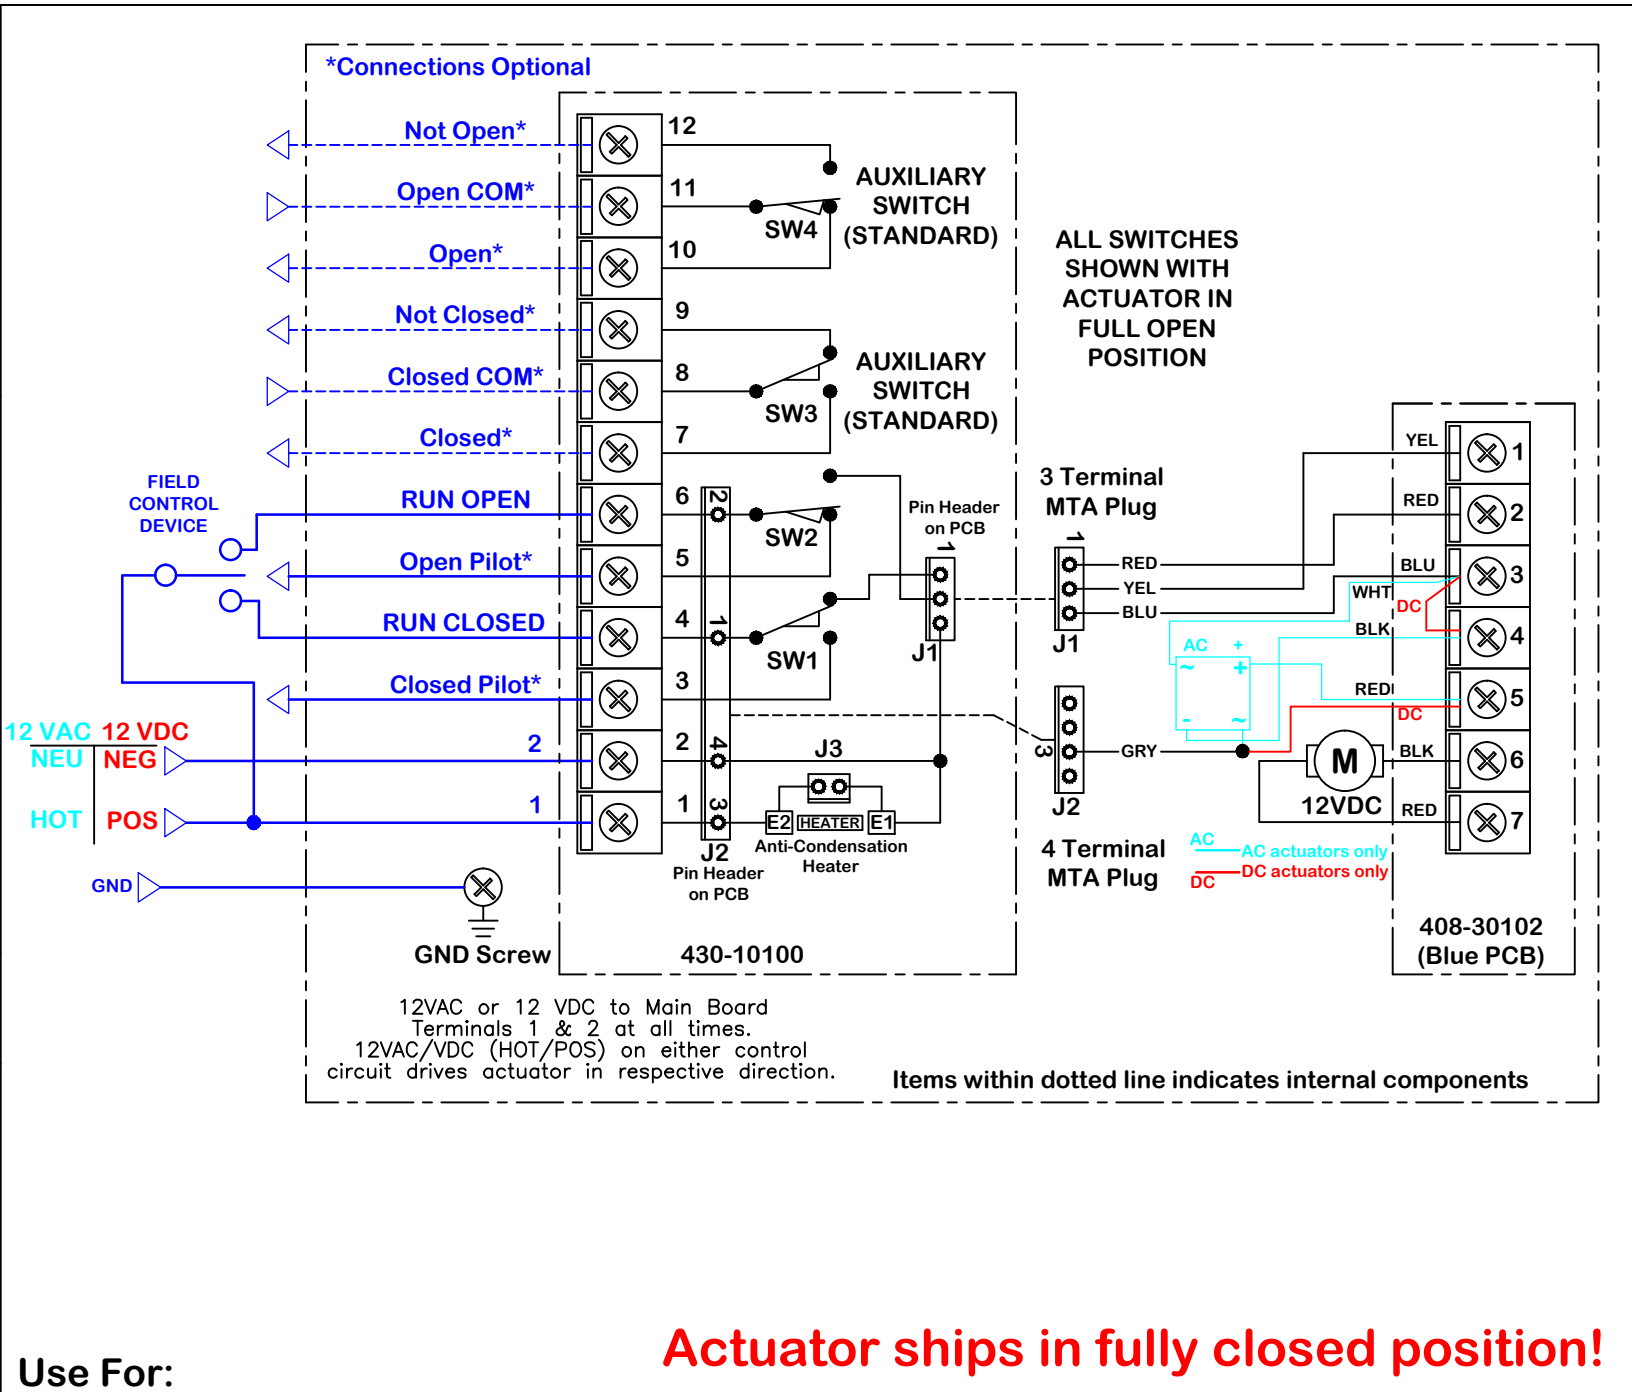 *Connections Optional
Not Open*
Open COM*
Open*
Not Closed*
Closed COM*
Closed*
RUN OPEN
Open Pilot*
RUN CLOSED
Closed Pilot*
2
1
FIELD
CONTROL
DEVICE
12 VAC 12 VDC
NEU NEG
HOT POS
GND
GND Screw
12
11
10
9
8
7
6
5
4
3
2
1
SW4
AUXILIARY
SWITCH
(STANDARD)
SW3
AUXILIARY
SWITCH
(STANDARD)
SW2
SW1
2
1
4
3
J2
Pin Header
on PCB
J3
E2 HEATER E1
Anti-Condensation
Heater
Pin Header
on PCB
1
J1
430-10100
ALL SWITCHES
SHOWN WITH
ACTUATOR IN
FULL OPEN
POSITION
3 Terminal
MTA Plug
1
RED
YEL
BLU
J1
3
GRY
J2
4 Terminal
MTA Plug
AC +
~ +
- ~
YEL 1
RED 2
BLU 3
WHT
DC
BLK 4
RED 5
DC
BLK 6
RED 7
M
12VDC
AC AC actuators only
DC DC actuators only
408-30102
(Blue PCB)
12VAC or 12 VDC to Main Board
Terminals 1 & 2 at all times.
12VAC/VDC (HOT/POS) on either control
circuit drives actuator in respective direction.
Items within dotted line indicates internal components
Actuator ships in fully closed position!
Use For: